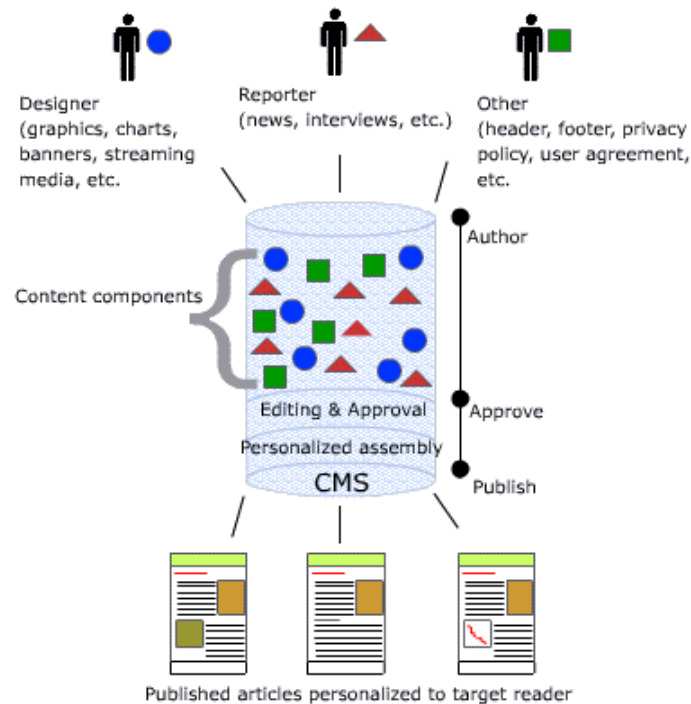 Designer
(graphics, charts,
banners, streaming
media, etc.
Reporter
(news, interviews, etc.)
Other
(header, footer, privacy
policy, user agreement,
etc.
Author
Content components
Editing & Approval
Approve
Personalized assembly
CMS
Publish
Published articles personalized to target reader